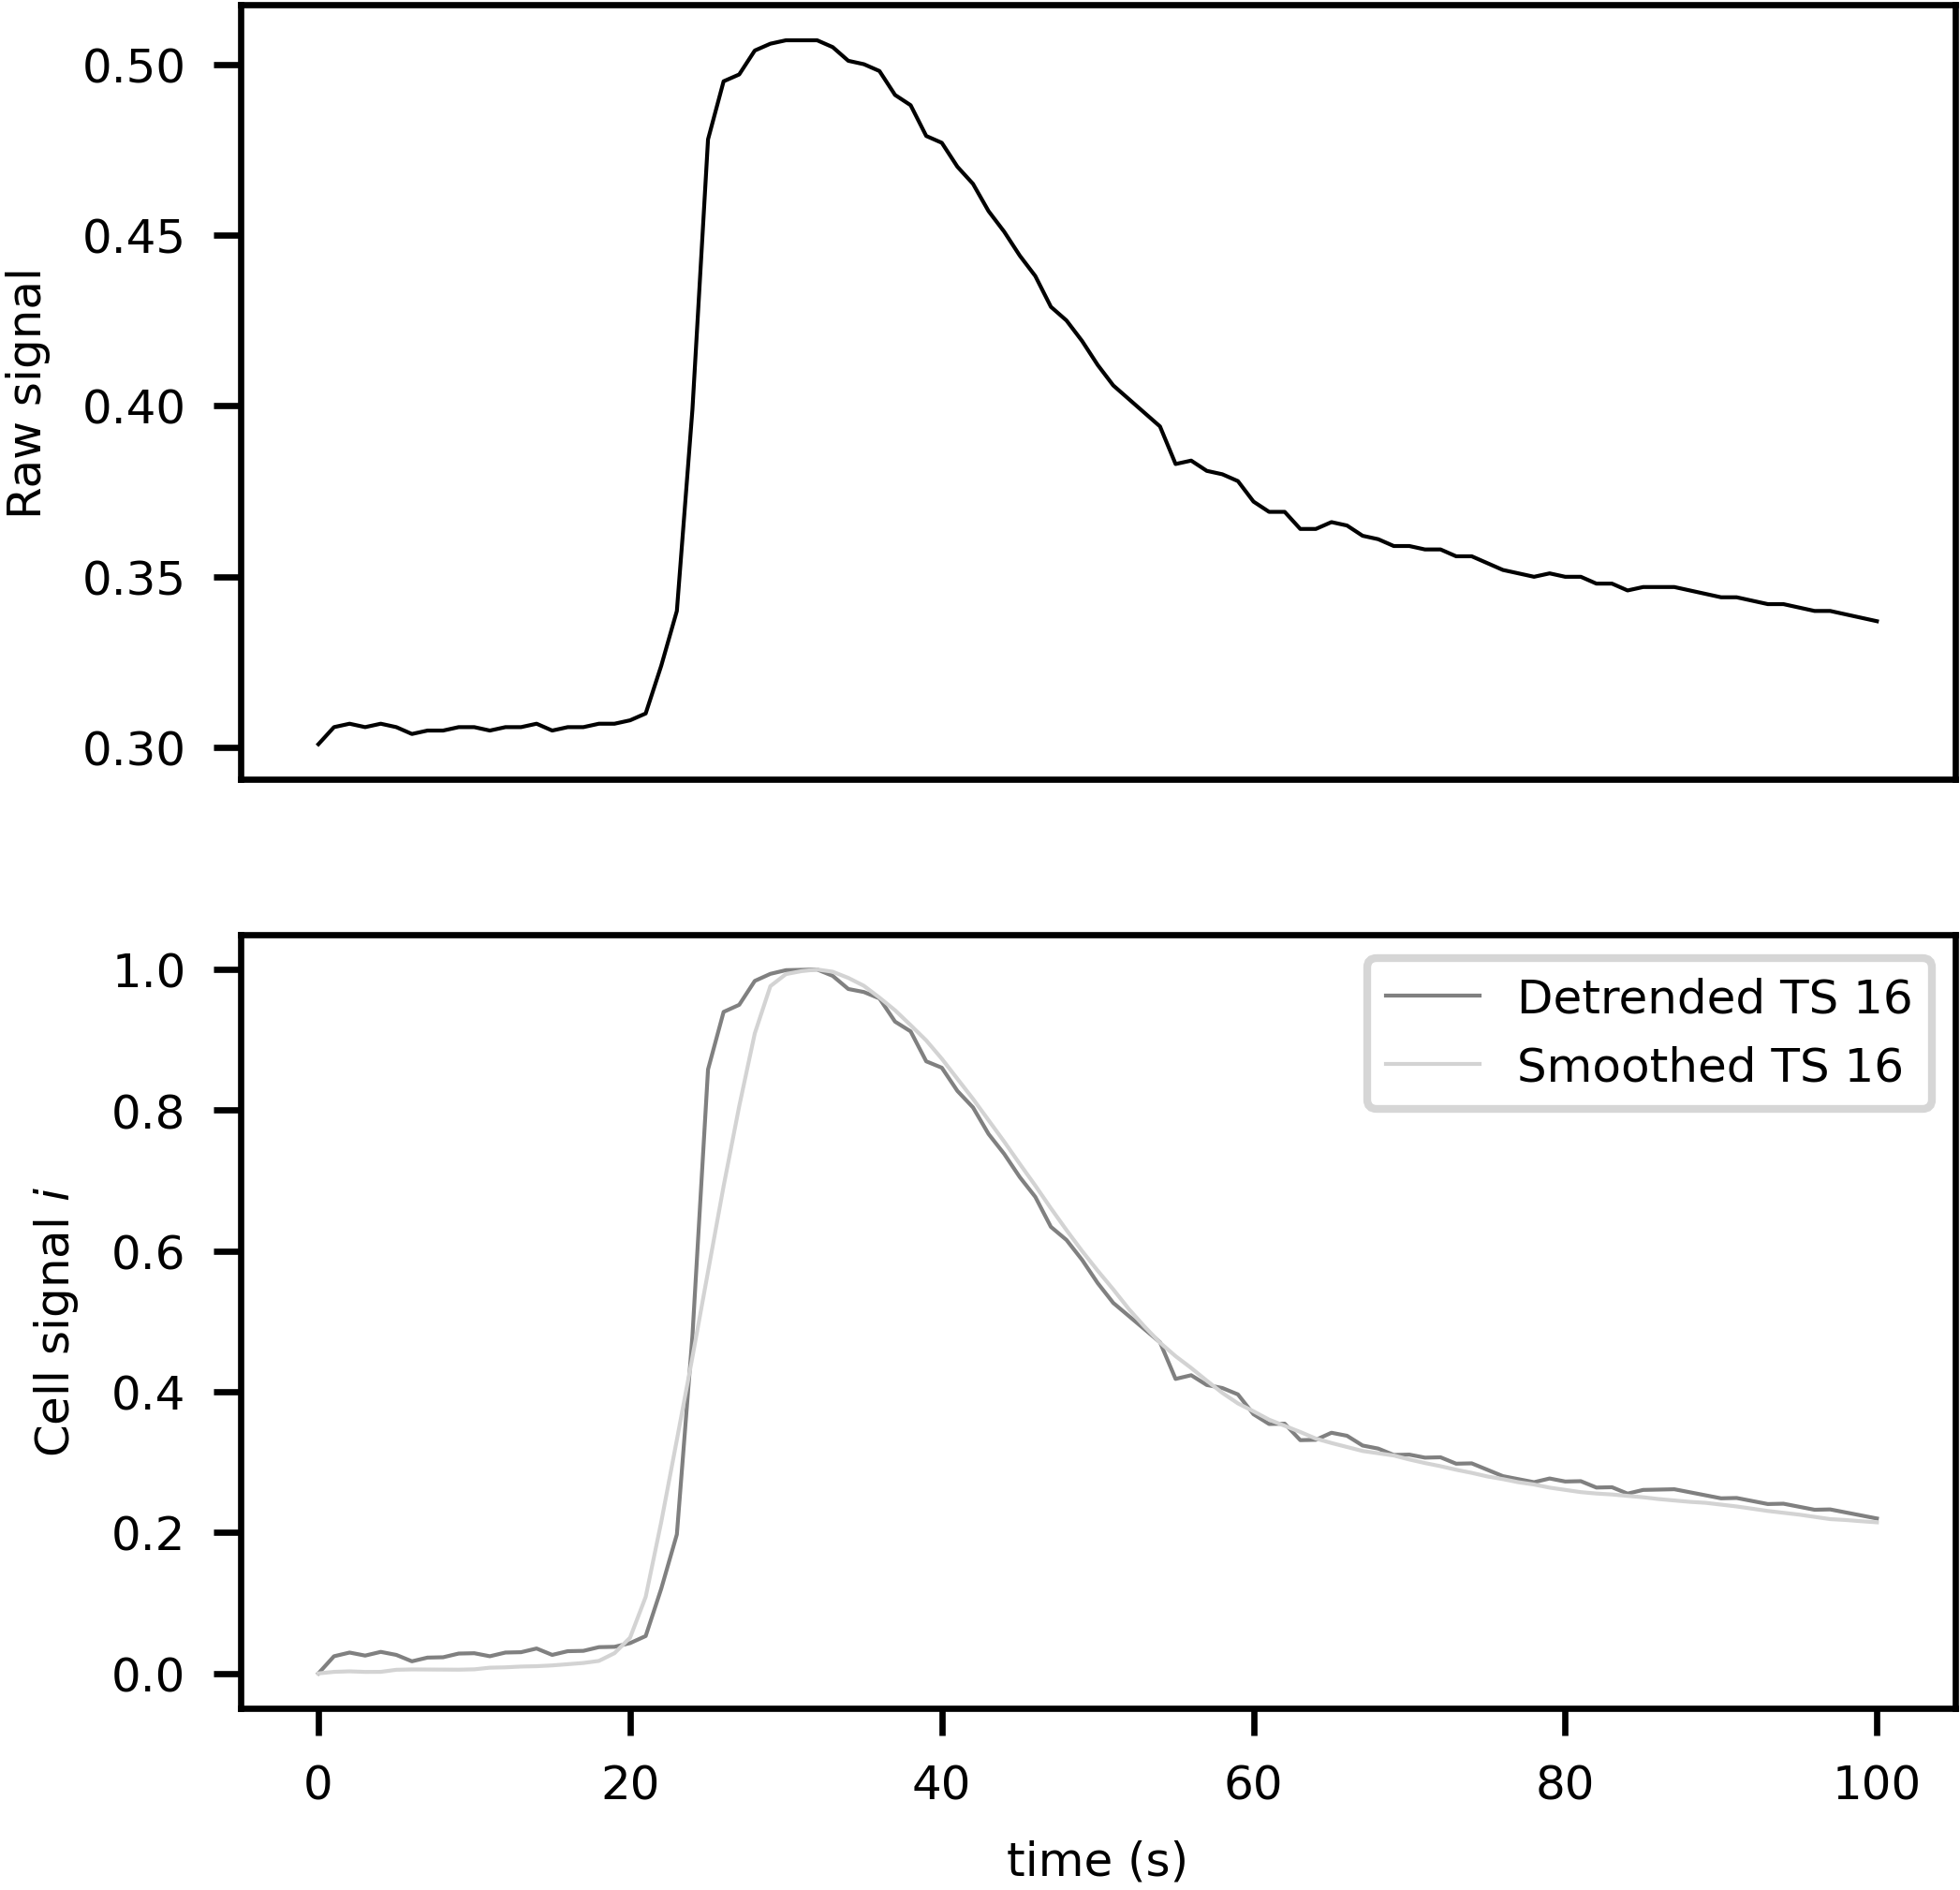 Raw signal
0.50
0.45
0.40
0.35
0.30
Cell signal i
1.0
0.8
0.6
0.4
0.2
0.0
Detrended TS 16
Smoothed TS 16
0 20 40 60 80 100
time (s)